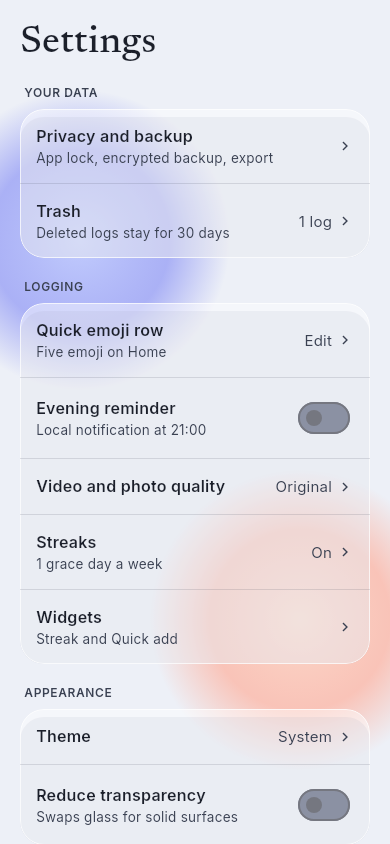 Settings
YOUR DATA
Privacy and backup
App lock, encrypted backup, export
Trash
Deleted logs stay for 30 days
1 log
LOGGING
Quick emoji row
Five emoji on Home
Edit
Evening reminder
Local notification at 21:00
Video and photo quality
Original
Streaks
1 grace day a week
On
Widgets
Streak and Quick add
APPEARANCE
Theme
System
Reduce transparency
Swaps glass for solid surfaces